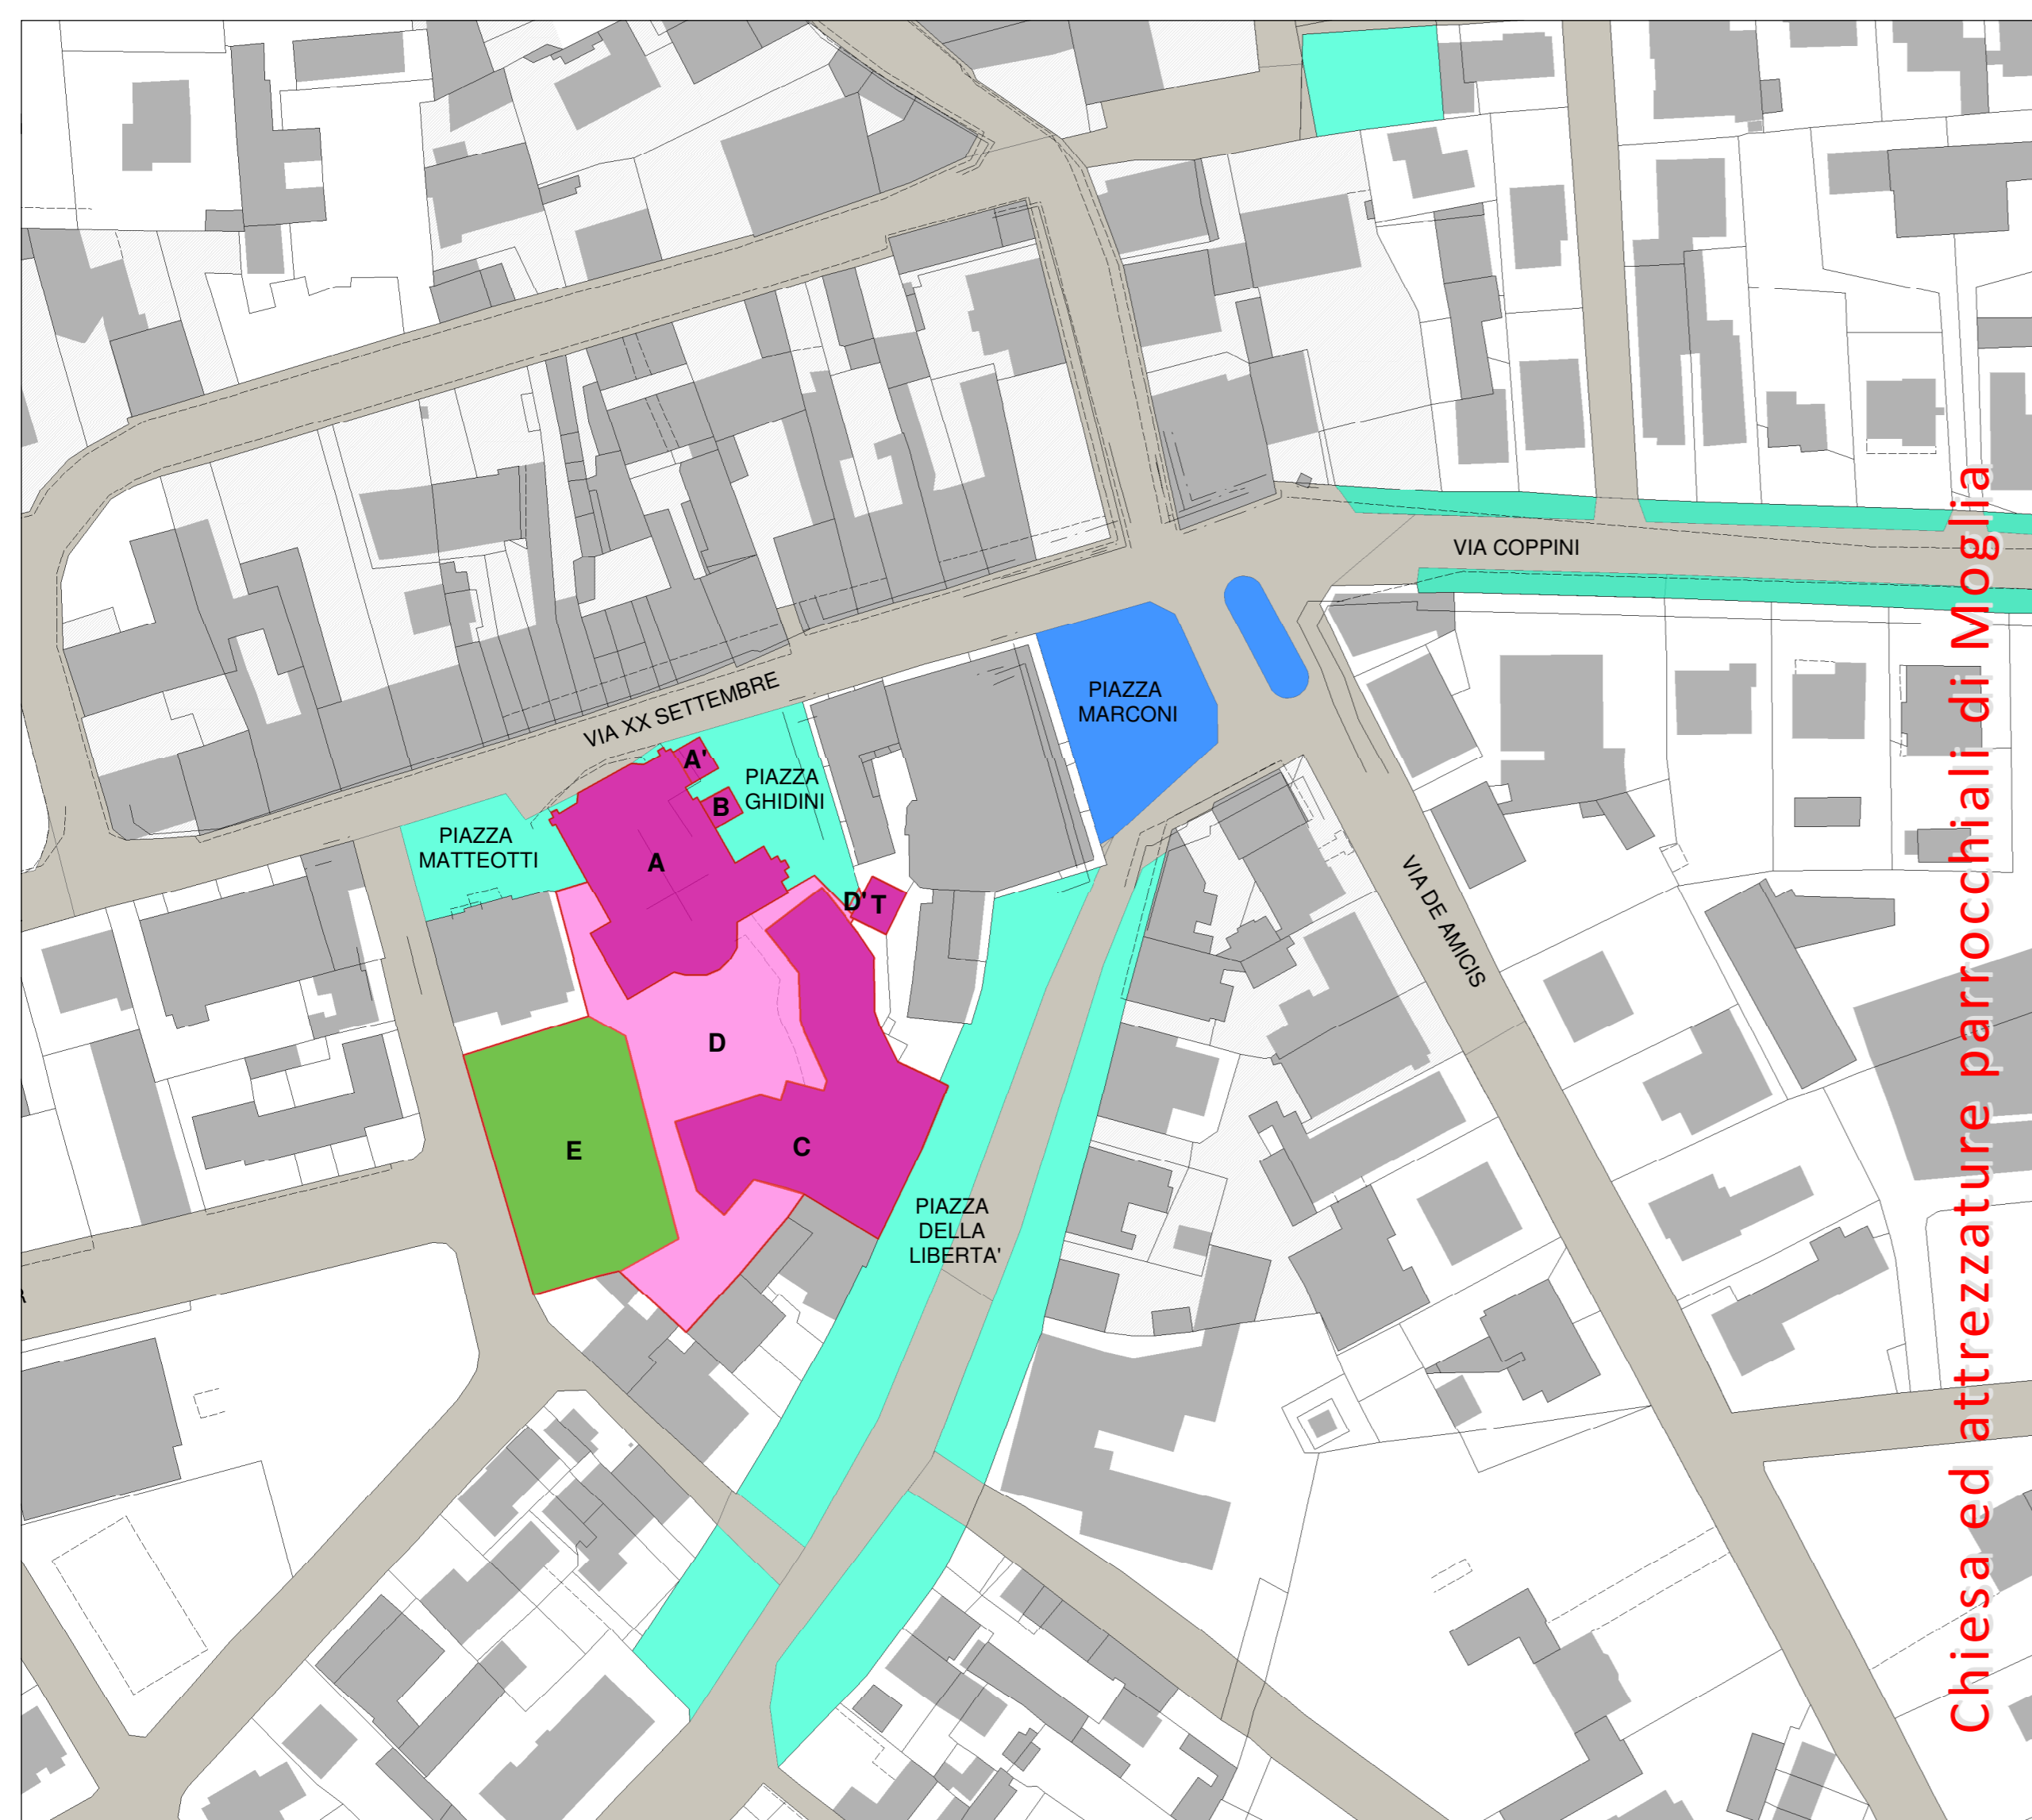 VIA COPPINI
PIAZZA
MARCONI
VIA XX SETTEMBRE
A'
PIAZZA
GHIDINI
B
PIAZZA
MATTEOTTI
A
D'
T
VIA DE AMICIS
D
C
E
PIAZZA
DELLA
LIBERTA'
Chiesa ed attrezzature parrocchiali di Moglia